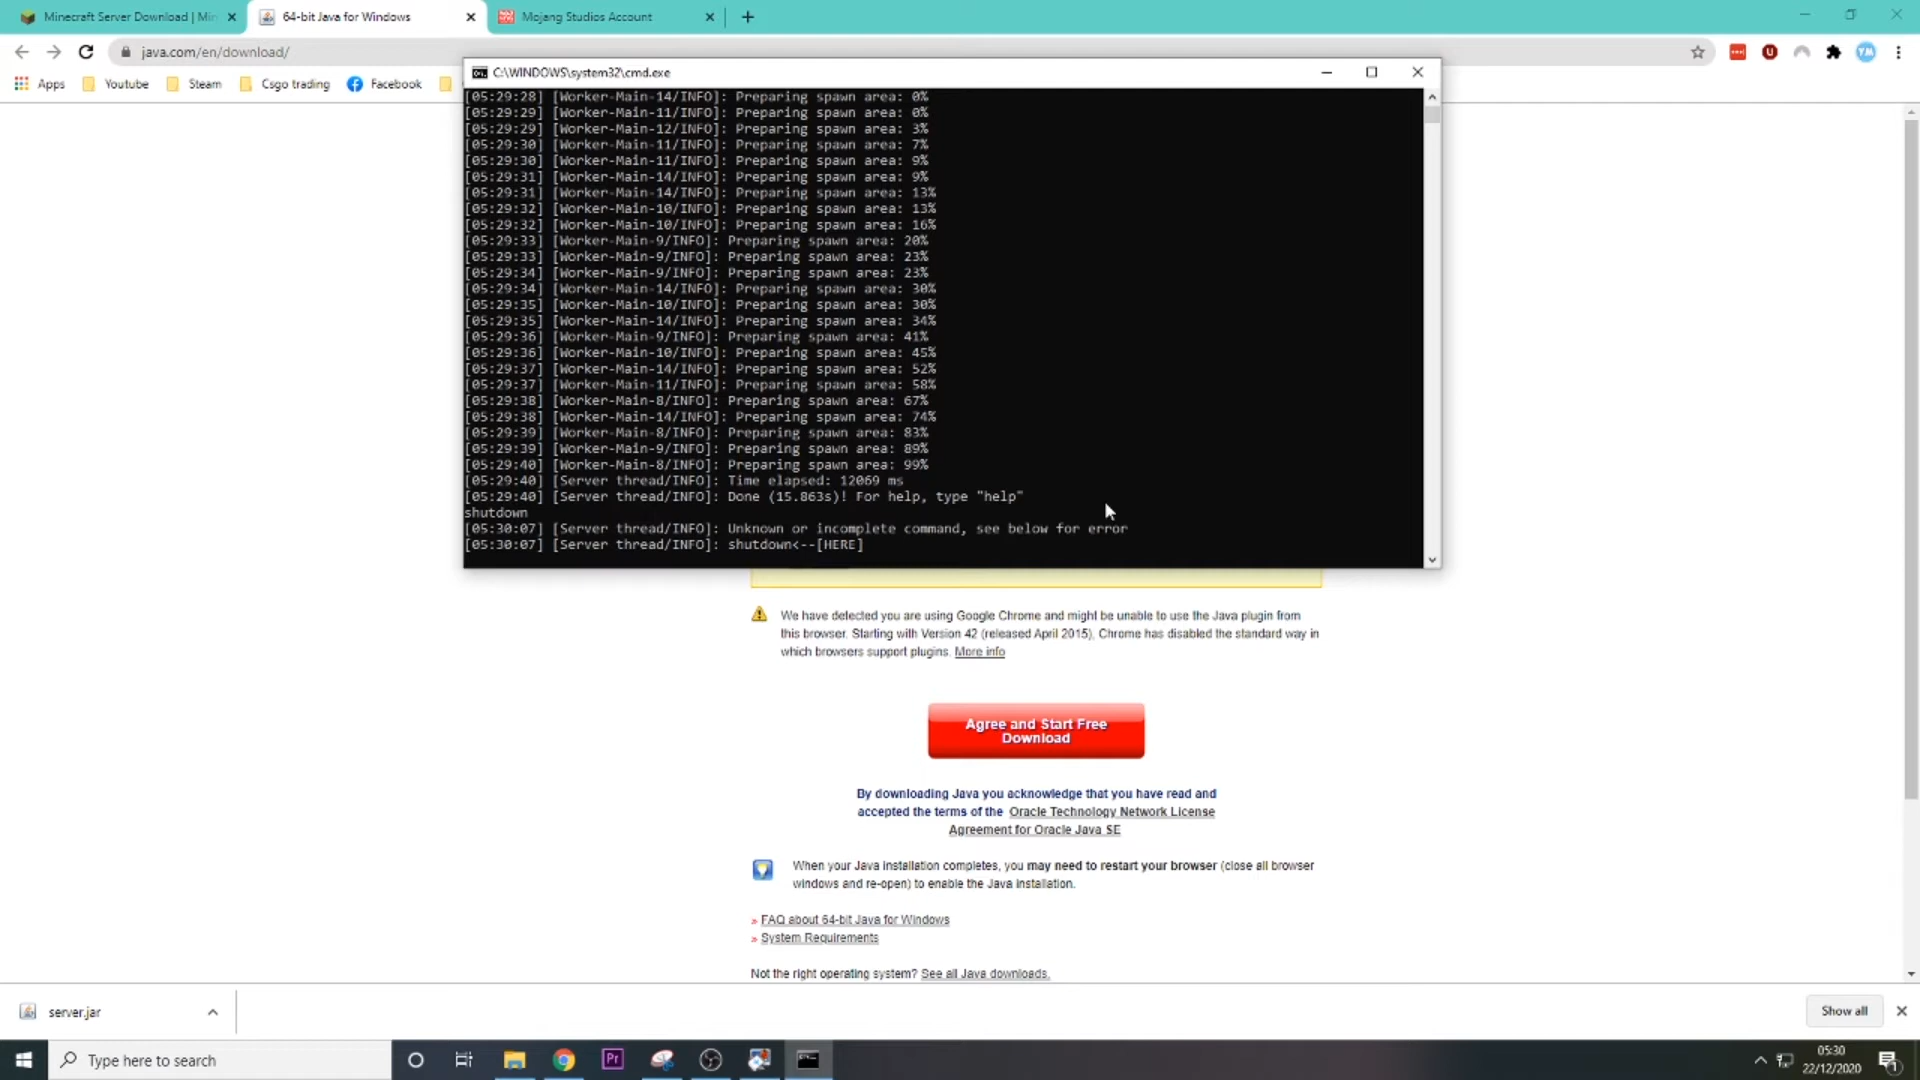 Minecraft Server Download | Min
64-bit Java for Windows
Mojang Studios Account
java.com/en/download/
Apps
Youtube
Steam
Csgo trading
Facebook
C:\WINDOWS\system32\cmd.exe
[05:29:28] [Worker-Main-14/INFO]: Preparing spawn area: 0%
[05:29:29] [Worker-Main-11/INFO]: Preparing spawn area: 0%
[05:29:29] [Worker-Main-12/INFO]: Preparing spawn area: 3%
[05:29:30] [Worker-Main-11/INFO]: Preparing spawn area: 7%
[05:29:30] [Worker-Main-11/INFO]: Preparing spawn area: 9%
[05:29:31] [Worker-Main-14/INFO]: Preparing spawn area: 9%
[05:29:31] [Worker-Main-14/INFO]: Preparing spawn area: 13%
[05:29:32] [Worker-Main-10/INFO]: Preparing spawn area: 13%
[05:29:32] [Worker-Main-10/INFO]: Preparing spawn area: 16%
[05:29:33] [Worker-Main-9/INFO]: Preparing spawn area: 20%
[05:29:33] [Worker-Main-9/INFO]: Preparing spawn area: 23%
[05:29:34] [Worker-Main-9/INFO]: Preparing spawn area: 23%
[05:29:34] [Worker-Main-14/INFO]: Preparing spawn area: 30%
[05:29:35] [Worker-Main-10/INFO]: Preparing spawn area: 30%
[05:29:35] [Worker-Main-14/INFO]: Preparing spawn area: 34%
[05:29:36] [Worker-Main-9/INFO]: Preparing spawn area: 41%
[05:29:36] [Worker-Main-10/INFO]: Preparing spawn area: 45%
[05:29:37] [Worker-Main-14/INFO]: Preparing spawn area: 52%
[05:29:37] [Worker-Main-11/INFO]: Preparing spawn area: 58%
[05:29:38] [Worker-Main-8/INFO]: Preparing spawn area: 67%
[05:29:38] [Worker-Main-14/INFO]: Preparing spawn area: 74%
[05:29:39] [Worker-Main-8/INFO]: Preparing spawn area: 83%
[05:29:39] [Worker-Main-9/INFO]: Preparing spawn area: 89%
[05:29:40] [Worker-Main-8/INFO]: Preparing spawn area: 99%
[05:29:40] [Server thread/INFO]: Time elapsed: 12069 ms
[05:29:40] [Server thread/INFO]: Done (15.863s)! For help, type "help"
shutdown
[05:30:07] [Server thread/INFO]: Unknown or incomplete command, see below for error
[05:30:07] [Server thread/INFO]: shutdown<--[HERE]
We have detected you are using Google Chrome and might be unable to use the Java plugin from
this browser. Starting with Version 42 (released April 2015), Chrome has disabled the standard way in
which browsers support plugins. More info
Agree and Start Free
Download
By downloading Java you acknowledge that you have read and
accepted the terms of the Oracle Technology Network License
Agreement for Oracle Java SE
When your Java installation completes, you may need to restart your browser (close all browser
windows and re-open) to enable the Java installation.
» FAQ about 64-bit Java for Windows
» System Requirements
Not the right operating system? See all Java downloads.
server.jar
Show all
Type here to search
Pr
05:30
22/12/2020